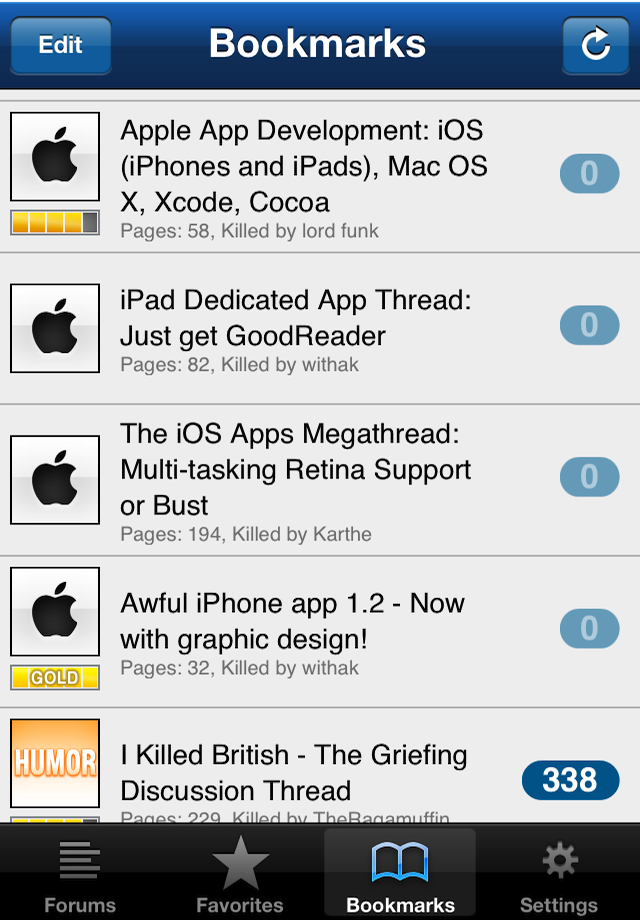 Edit
Bookmarks
Apple App Development: iOS
(iPhones and iPads), Mac OS
X, Xcode, Cocoa
Pages: 58, Killed by lord funk
0
iPad Dedicated App Thread:
Just get GoodReader
Pages: 82, Killed by withak
0
The iOS Apps Megathread:
Multi-tasking Retina Support
or Bust
Pages: 194, Killed by Karthe
0
Awful iPhone app 1.2 - Now
with graphic design!
Pages: 32, Killed by withak
GOLD
0
HUMOR
I Killed British - The Griefing
Discussion Thread
Pages: 229, Killed by TheRagamuffin
338
Forums
Favorites
Bookmarks
Settings